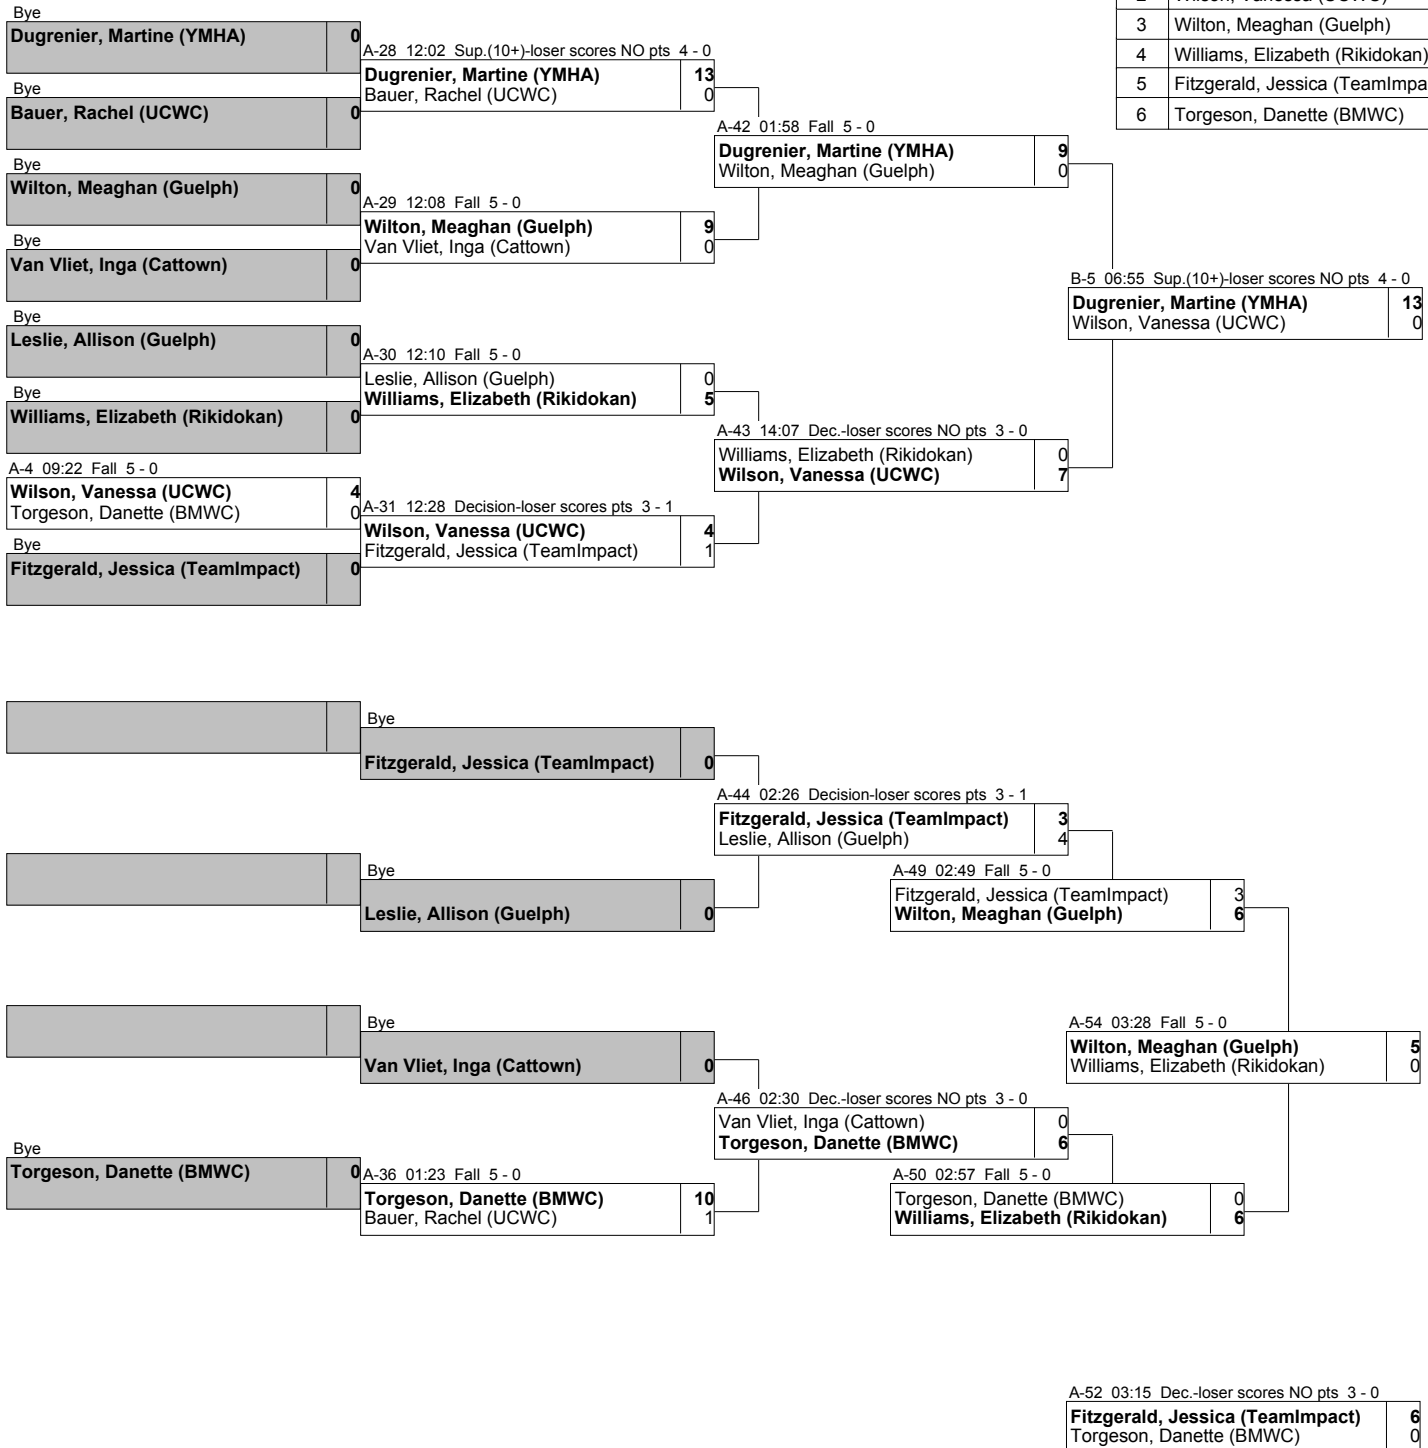 2 Wilson, Vanessa (UCWC)
3 Wilton, Meaghan (Guelph)
4 Williams, Elizabeth (Rikidokan)
5 Fitzgerald, Jessica (TeamImpa
6 Torgeson, Danette (BMWC)
Bye
Dugrenier, Martine (YMHA) 0
Bye
Bauer, Rachel (UCWC) 0
Bye
Wilton, Meaghan (Guelph) 0
Bye
Van Vliet, Inga (Cattown) 0
Bye
Leslie, Allison (Guelph) 0
Bye
Williams, Elizabeth (Rikidokan) 0
A-4 09:22 Fall 5 - 0
Wilson, Vanessa (UCWC) 4
Torgeson, Danette (BMWC) 0
Bye
Fitzgerald, Jessica (TeamImpact) 0
A-28 12:02 Sup.(10+)-loser scores NO pts 4 - 0
Dugrenier, Martine (YMHA) 13
Bauer, Rachel (UCWC) 0
A-29 12:08 Fall 5 - 0
Wilton, Meaghan (Guelph) 9
Van Vliet, Inga (Cattown) 0
A-30 12:10 Fall 5 - 0
Leslie, Allison (Guelph) 0
Williams, Elizabeth (Rikidokan) 5
A-31 12:28 Decision-loser scores pts 3 - 1
Wilson, Vanessa (UCWC) 4
Fitzgerald, Jessica (TeamImpact) 1
A-42 01:58 Fall 5 - 0
Dugrenier, Martine (YMHA) 9
Wilton, Meaghan (Guelph) 0
A-43 14:07 Dec.-loser scores NO pts 3 - 0
Williams, Elizabeth (Rikidokan) 0
Wilson, Vanessa (UCWC) 7
B-5 06:55 Sup.(10+)-loser scores NO pts 4 - 0
Dugrenier, Martine (YMHA) 13
Wilson, Vanessa (UCWC) 0
Bye
Fitzgerald, Jessica (TeamImpact) 0
Bye
Leslie, Allison (Guelph) 0
Bye
Van Vliet, Inga (Cattown) 0
Bye
Torgeson, Danette (BMWC) 0
A-36 01:23 Fall 5 - 0
Torgeson, Danette (BMWC) 10
Bauer, Rachel (UCWC) 1
A-44 02:26 Decision-loser scores pts 3 - 1
Fitzgerald, Jessica (TeamImpact) 3
Leslie, Allison (Guelph) 4
A-46 02:30 Dec.-loser scores NO pts 3 - 0
Van Vliet, Inga (Cattown) 0
Torgeson, Danette (BMWC) 6
A-49 02:49 Fall 5 - 0
Fitzgerald, Jessica (TeamImpact) 3
Wilton, Meaghan (Guelph) 6
A-50 02:57 Fall 5 - 0
Torgeson, Danette (BMWC) 0
Williams, Elizabeth (Rikidokan) 6
A-54 03:28 Fall 5 - 0
Wilton, Meaghan (Guelph) 5
Williams, Elizabeth (Rikidokan) 0
A-52 03:15 Dec.-loser scores NO pts 3 - 0
Fitzgerald, Jessica (TeamImpact) 6
Torgeson, Danette (BMWC) 0